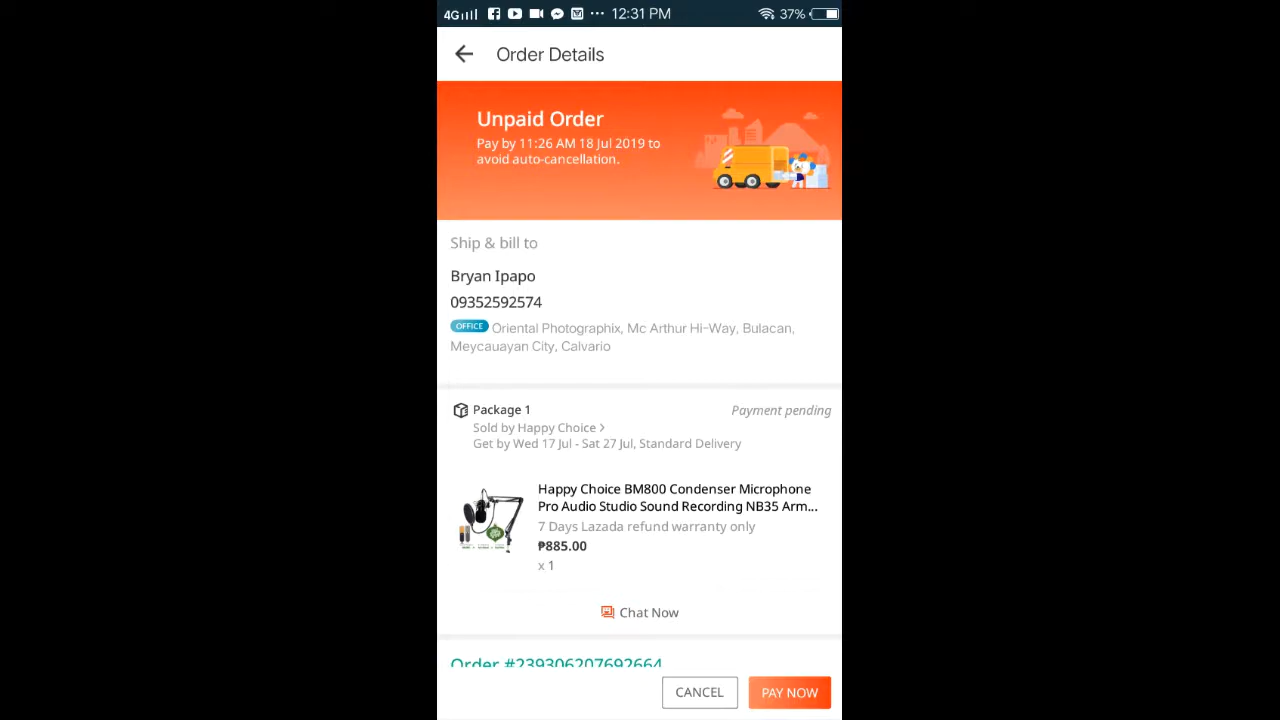 4G 12:31 PM 37%
Order Details
Unpaid Order
Pay by 11:26 AM 18 Jul 2019 to
avoid auto-cancellation.
Ship & bill to
Bryan Ipapo
09352592574
OFFICE Oriental Photographix, Mc Arthur Hi-Way, Bulacan,
Meycauayan City, Calvario
Package 1 Payment pending
Sold by Happy Choice >
Get by Wed 17 Jul - Sat 27 Jul, Standard Delivery
Happy Choice BM800 Condenser Microphone
Pro Audio Studio Sound Recording NB35 Arm...
7 Days Lazada refund warranty only
₱885.00
x 1
Chat Now
Order #239306207692664
CANCEL PAY NOW